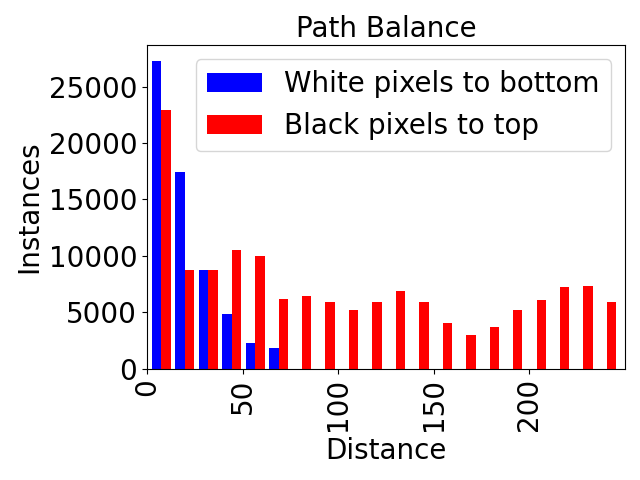 Path Balance
White pixels to bottom
Black pixels to top
Instances
25000
20000
15000
10000
5000
0
0
50
100
150
200
Distance